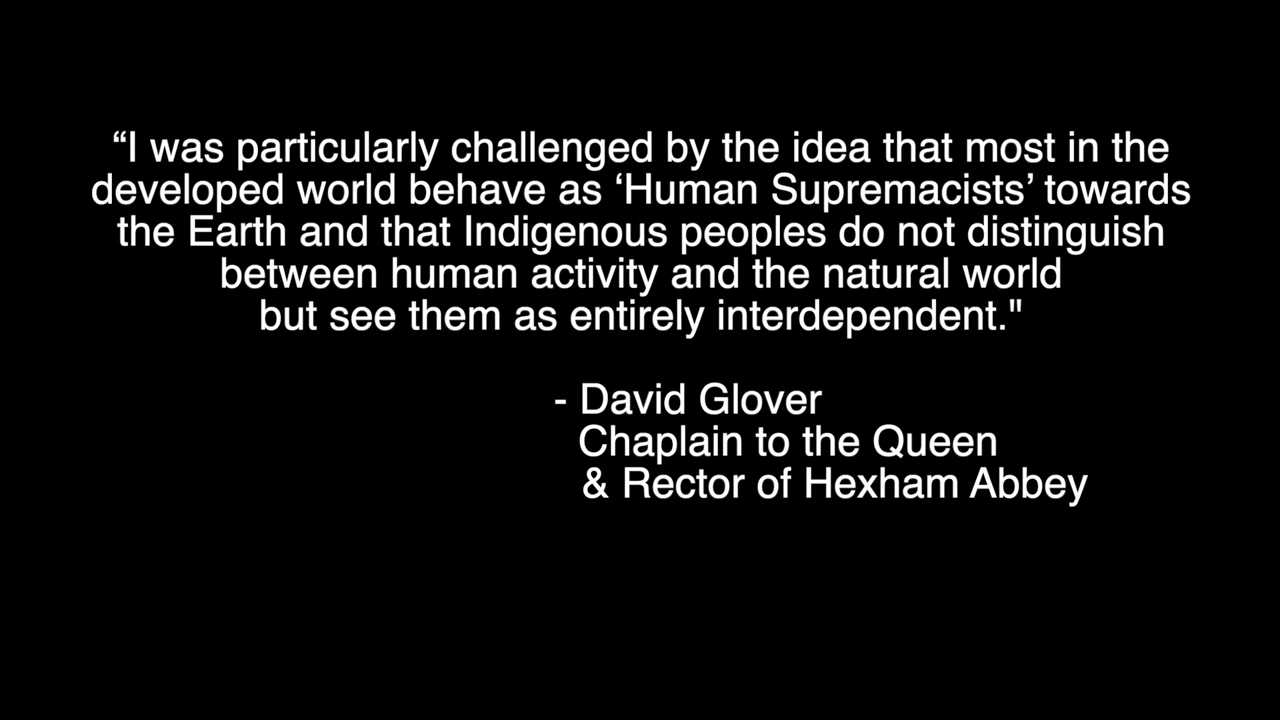 “I was particularly challenged by the idea that most in the
developed world behave as ‘Human Supremacists’ towards
the Earth and that Indigenous peoples do not distinguish
between human activity and the natural world
but see them as entirely interdependent."
- David Glover
Chaplain to the Queen
& Rector of Hexham Abbey